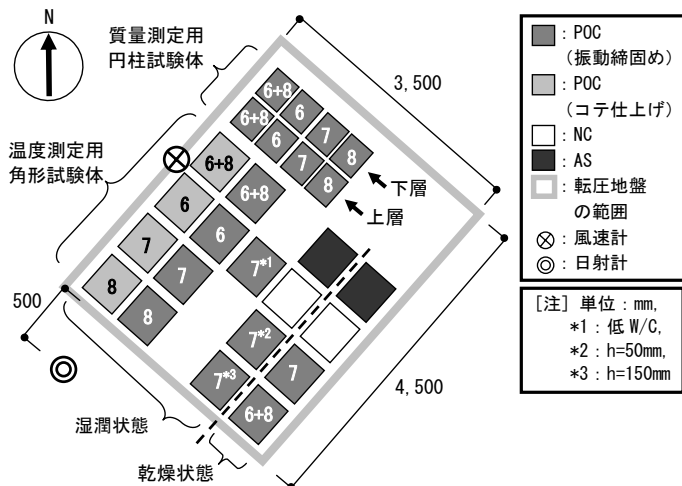 N
質量測定用
円柱試験体
3,500
温度測定用
角形試験体
6+8
6+8
6
6
7
7
8
8
下層
上層
6+8
6
7
8
6+8
6
7
8
7*1
7*2
7*3
7
6+8
500
4,500
湿潤状態
乾燥状態
：POC
（振動締固め）
：POC
（コテ仕上げ）
：NC
：AS
：転圧地盤
の範囲
：風速計
：日射計
［注］単位：mm,
*1：低 W/C,
*2：h=50mm,
*3：h=150mm